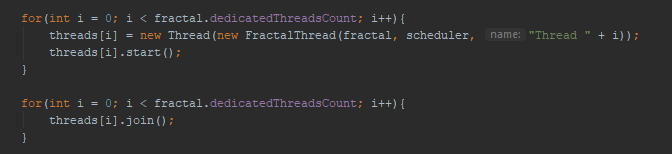 for(int i = 0; i < fractal.dedicatedThreadsCount; i++){
    threads[i] = new Thread(new FractalThread(fractal, scheduler, name: "Thread " + i));
    threads[i].start();
}

for(int i = 0; i < fractal.dedicatedThreadsCount; i++){
    threads[i].join();
}